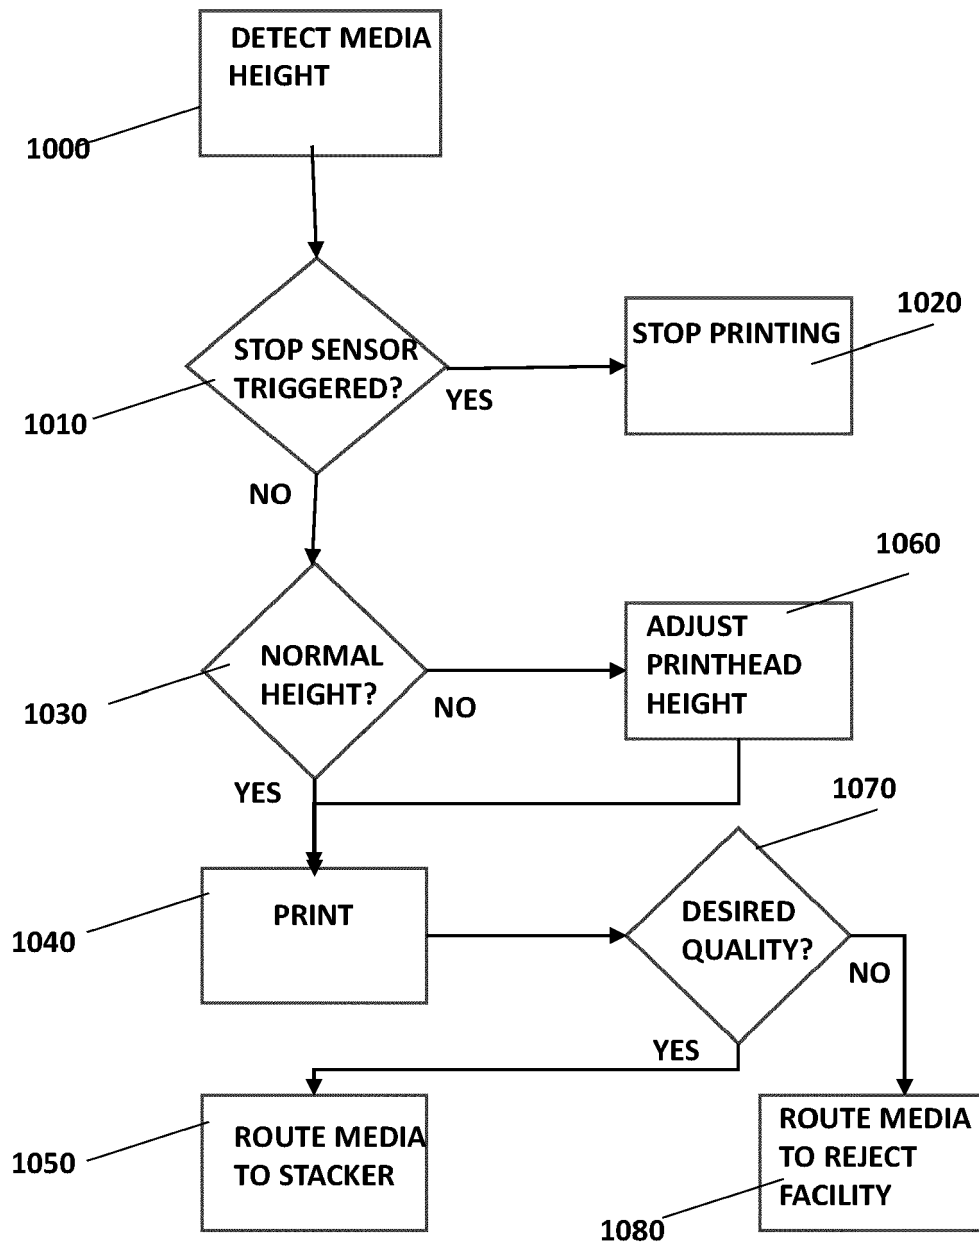 DETECT MEDIA
HEIGHT
1000
STOP SENSOR
TRIGGERED?
1010
YES
STOP PRINTING
1020
NO
NORMAL
HEIGHT?
1030
NO
ADJUST
PRINTHEAD
HEIGHT
1060
YES
PRINT
1040
DESIRED
QUALITY?
1070
NO
YES
ROUTE MEDIA
TO STACKER
1050
ROUTE MEDIA
TO REJECT
FACILITY
1080